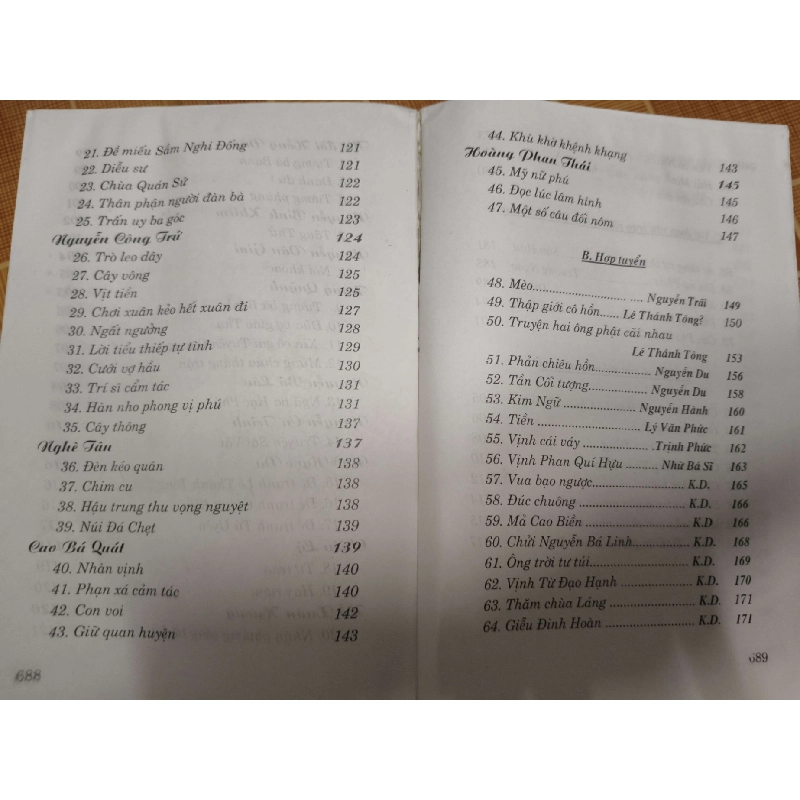 21. Đề miếu Sầm Nghi Đống 121
22. Diễu sư 121
23. Chùa Quán Sứ 122
24. Thân phận người đàn bà 122
25. Trấn uy ba góc 123
Nguyễn Công Trứ 124
26. Trò leo dây 124
27. Cây vông 125
28. Vịt tiền 125
29. Chơi xuân kẻo hết xuân đi 127
30. Ngất ngưởng 128
31. Lời tiểu thiếp tự tình 129
32. Cưới vợ hầu 130
33. Trí sĩ cẩm tác 131
34. Hàn nho phong vị phú 131
35. Cây thông 137
Nghè Tân 137
36. Đèn kéo quân 138
37. Chim cu 138
38. Hậu trung thu vọng nguyệt 138
39. Núi Đá Chẹt 139
Cao Bá Quát 139
40. Nhàn vịnh 140
41. Phạn xá cảm tác 140
42. Con voi 142
43. Giữ quan huyện 143
688
44. Khù khờ khệnh khạng 143
Hoàng Phan Thái 145
45. Mỹ nữ phú 145
46. Đọc lúc lâm hình 146
47. Một số câu đối nôm 147
B. Hợp tuyển
48. Mèo Nguyễn Trãi 149
49. Thập giới cô hồn Lê Thánh Tông? 150
50. Truyện hai ông phật cãi nhau
Lê Thánh Tông 153
51. Phản chiêu hồn Nguyễn Du 156
52. Tần Cối tượng Nguyễn Du 158
53. Kim Ngữ Nguyễn Hành 160
54. Tiền Lý Văn Phức 161
55. Vịnh cái váy Trịnh Phức 162
56. Vịnh Phan Quí Hựu Nhữ Bá Sĩ 163
57. Vua bạo ngược K.D. 165
58. Đúc chuông K.D. 166
59. Mả Cao Biền K.D. 166
60. Chửi Nguyễn Bá Linh K.D. 168
61. Ông trời tư túi K.D. 169
62. Vịnh Từ Đạo Hạnh K.D. 170
63. Thăm chùa Láng K.D. 171
64. Giễu Đinh Hoàn K.D. 171
689